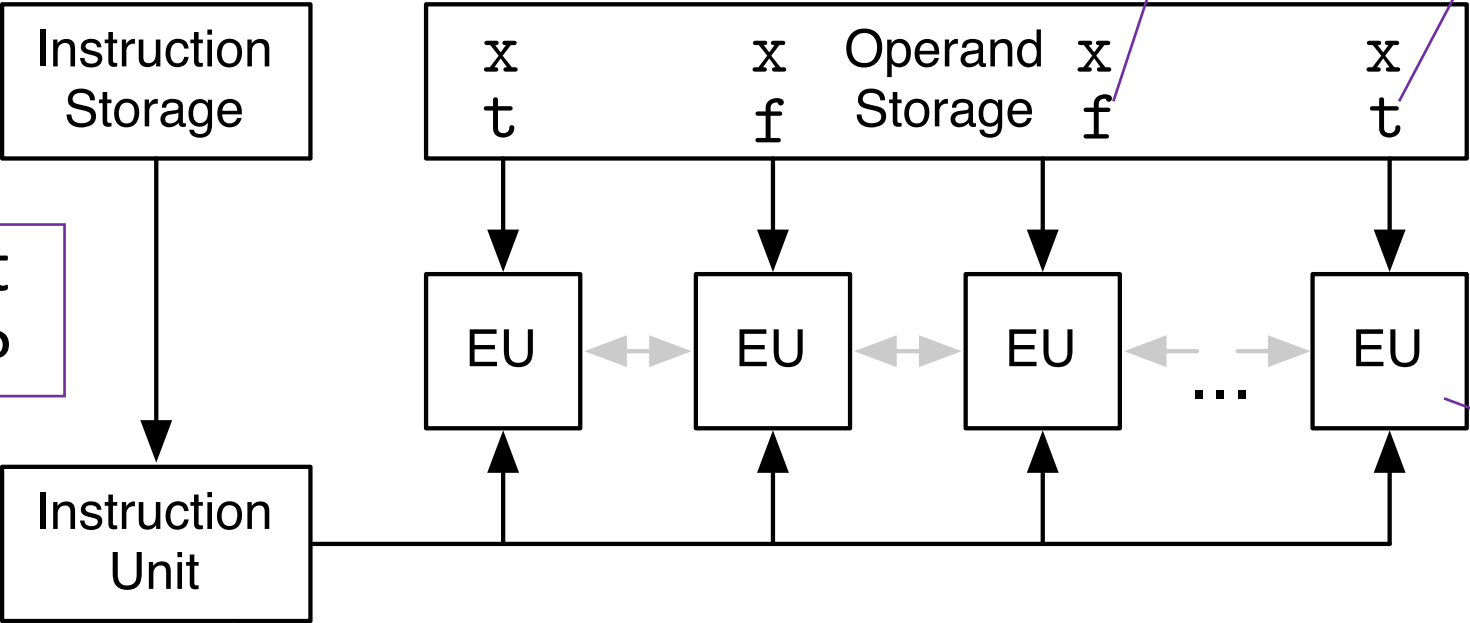 Instruction
Storage
x x Operand x x
t f Storage f t
t
EU EU EU ... EU
Instruction
Unit